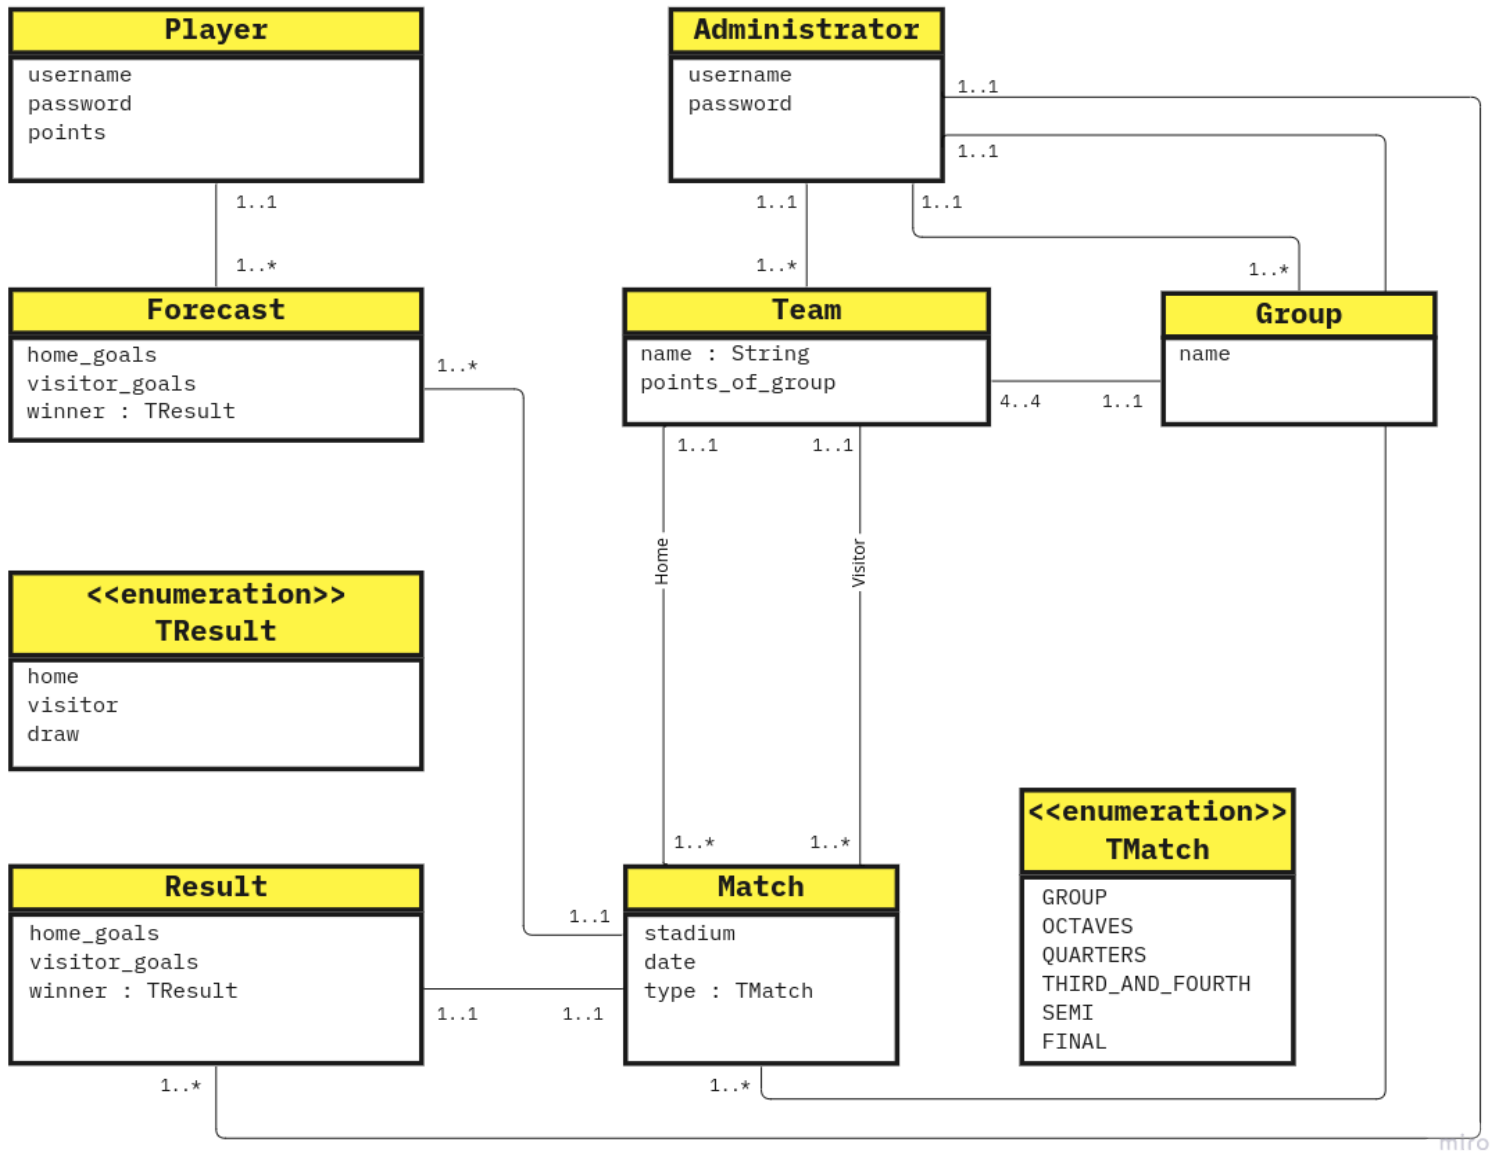 Player
username
password
points
1..1
1..*
Administrator
username
password
1..1
1..1
1..1
1..1
1..*
1..*
Forecast
home_goals
visitor_goals
winner : TResult
1..*
Team
name : String
points_of_group
4..4
1..1
Group
name
1..1
1..1
Home
Visitor
<<enumeration>>
TResult
home
visitor
draw
1..*
1..*
<<enumeration>>
TMatch
GROUP
OCTAVES
QUARTERS
THIRD_AND_FOURTH
SEMI
FINAL
Result
home_goals
visitor_goals
winner : TResult
1..1
1..1
1..1
Match
stadium
date
type : TMatch
1..*
1..*
miro